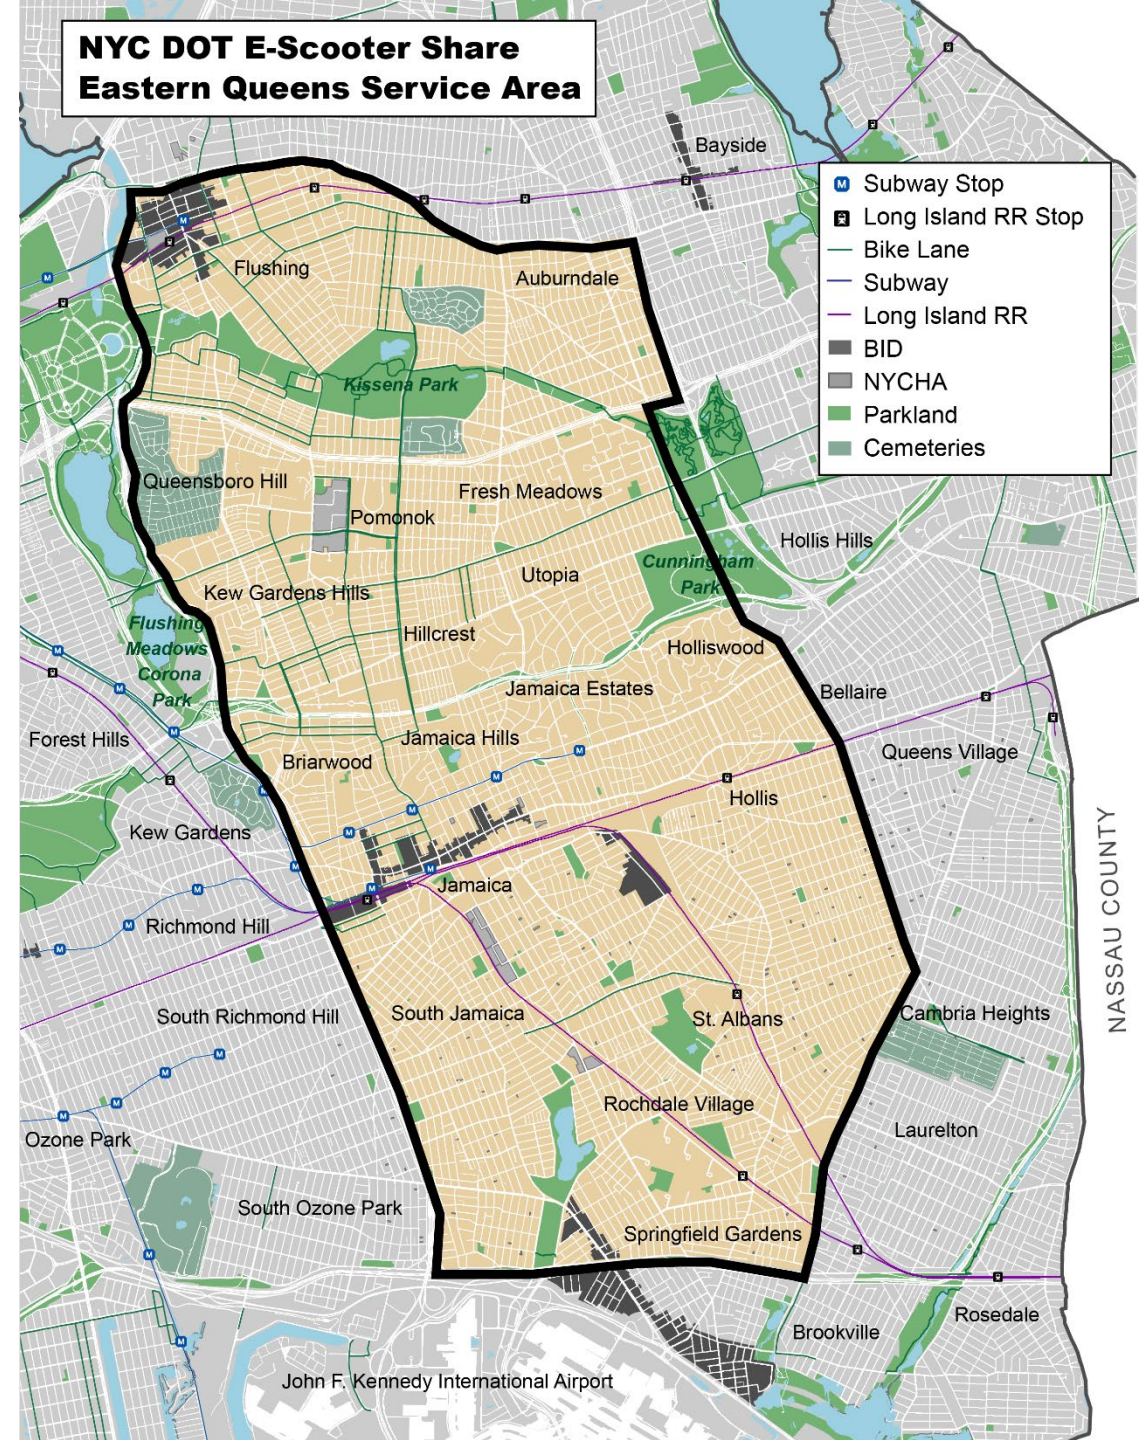 NYC DOT E-Scooter Share
Eastern Queens Service Area
Bayside
Subway Stop
Long Island RR Stop
Bike Lane
Subway
Long Island RR
BID
NYCHA
Parkland
Cemeteries
Flushing
Auburndale
Kissena Park
Queensboro Hill
Fresh Meadows
Pomonok
Hollis Hills
Cunningham
Park
Utopia
Kew Gardens Hills
Flushing
Meadows
Corona
Park
Hillcrest
Holliswood
Jamaica Estates
Bellaire
Forest Hills
Jamaica Hills
Queens Village
Briarwood
Hollis
Kew Gardens
NASSAU COUNTY
Jamaica
Richmond Hill
South Richmond Hill
South Jamaica
St. Albans
Cambria Heights
Rochdale Village
Ozone Park
Laurelton
South Ozone Park
Springfield Gardens
Rosedale
Brookville
John F. Kennedy International Airport